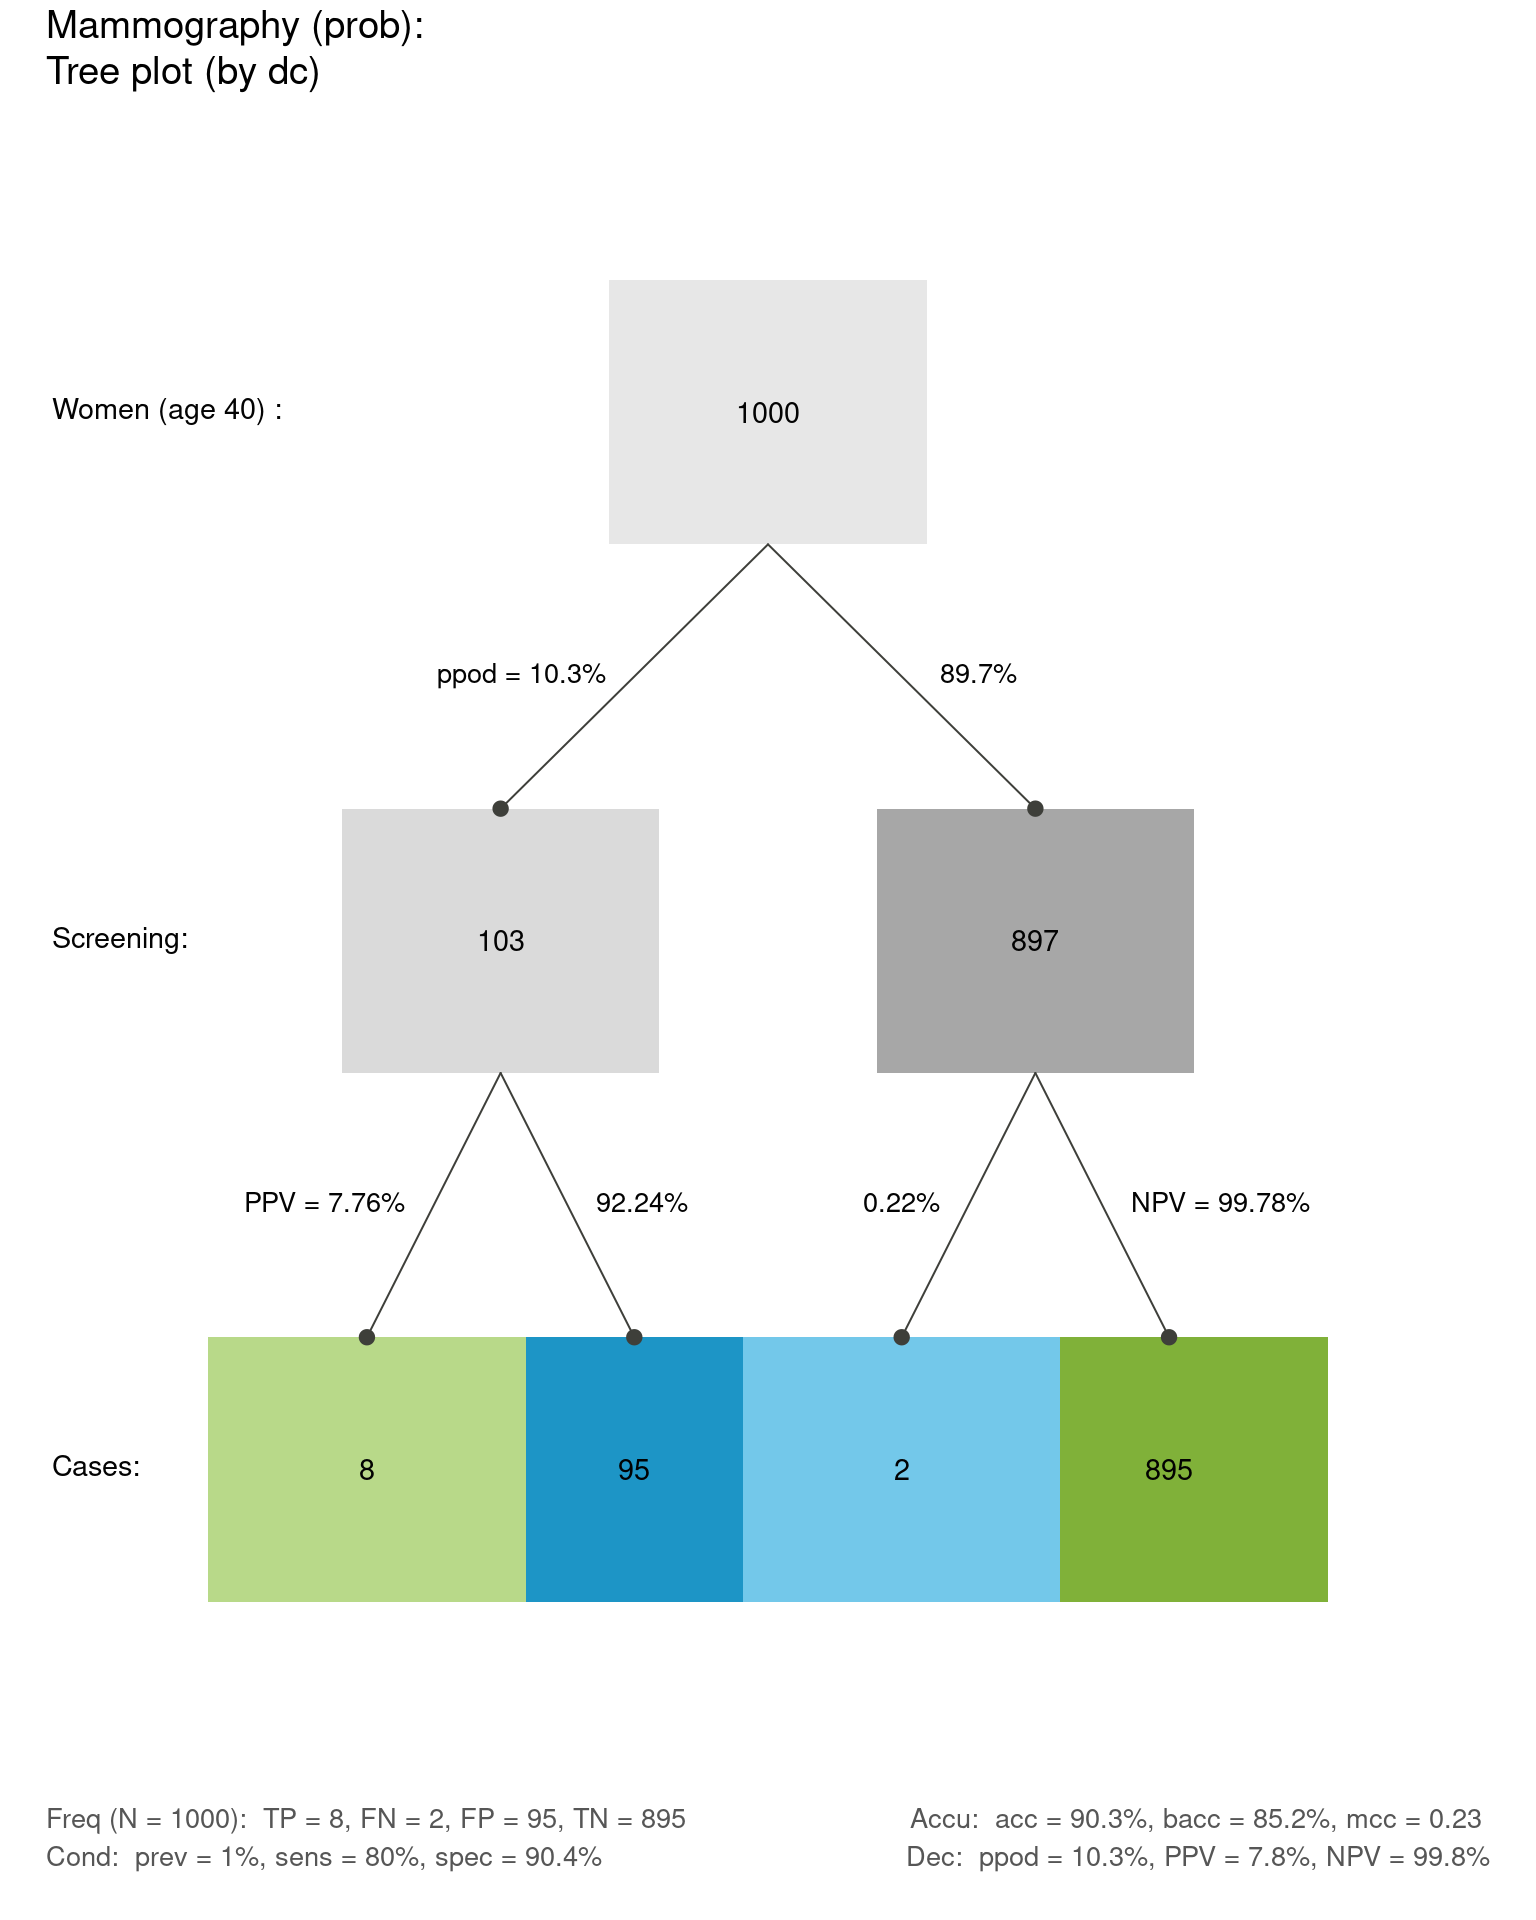 Mammography (prob):
Tree plot (by dc)
Women (age 40) :
1000
ppod = 10.3%
89.7%
Screening:
103
897
PPV = 7.76%
92.24%
0.22%
NPV = 99.78%
Cases:
8
95
2
895
Freq (N = 1000):  TP = 8, FN = 2, FP = 95, TN = 895
Cond:  prev = 1%, sens = 80%, spec = 90.4%
Accu:  acc = 90.3%, bacc = 85.2%, mcc = 0.23
Dec:  ppod = 10.3%, PPV = 7.8%, NPV = 99.8%